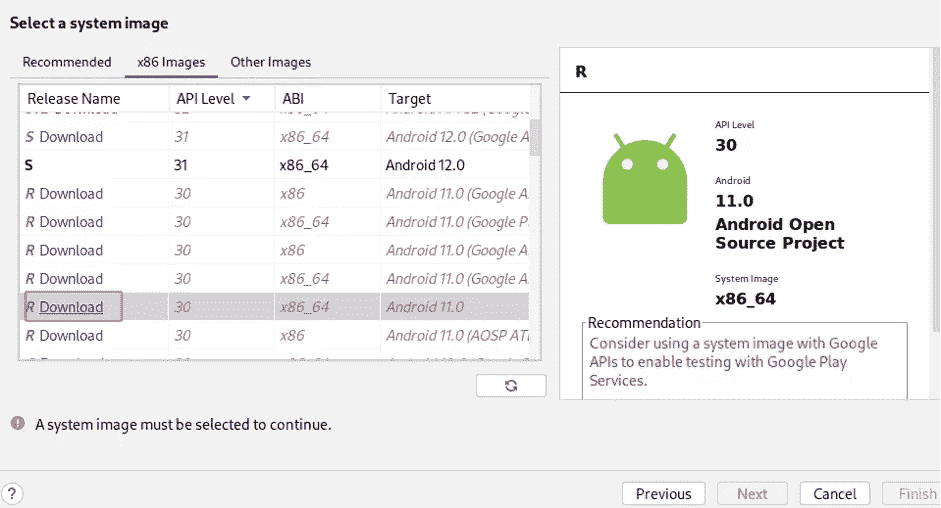 Select a system image
Recommended x86 Images Other Images
Release Name API Level ABI Target
S Download 31 x86_64 Android 12.0 (Google A
S 31 x86_64 Android 12.0
R Download 30 x86 Android 11.0 (Google A
R Download 30 x86_64 Android 11.0 (Google P
R Download 30 x86 Android 11.0 (Google A
R Download 30 x86_64 Android 11.0 (Google A
R Download 30 x86_64 Android 11.0
R Download 30 x86 Android 11.0 (AOSP ATI
R
API Level
30
Android
11.0
Android Open
Source Project
System Image
x86_64
Recommendation
Consider using a system image with Google
APIs to enable testing with Google Play
Services.
A system image must be selected to continue.
? Previous Next Cancel Finish